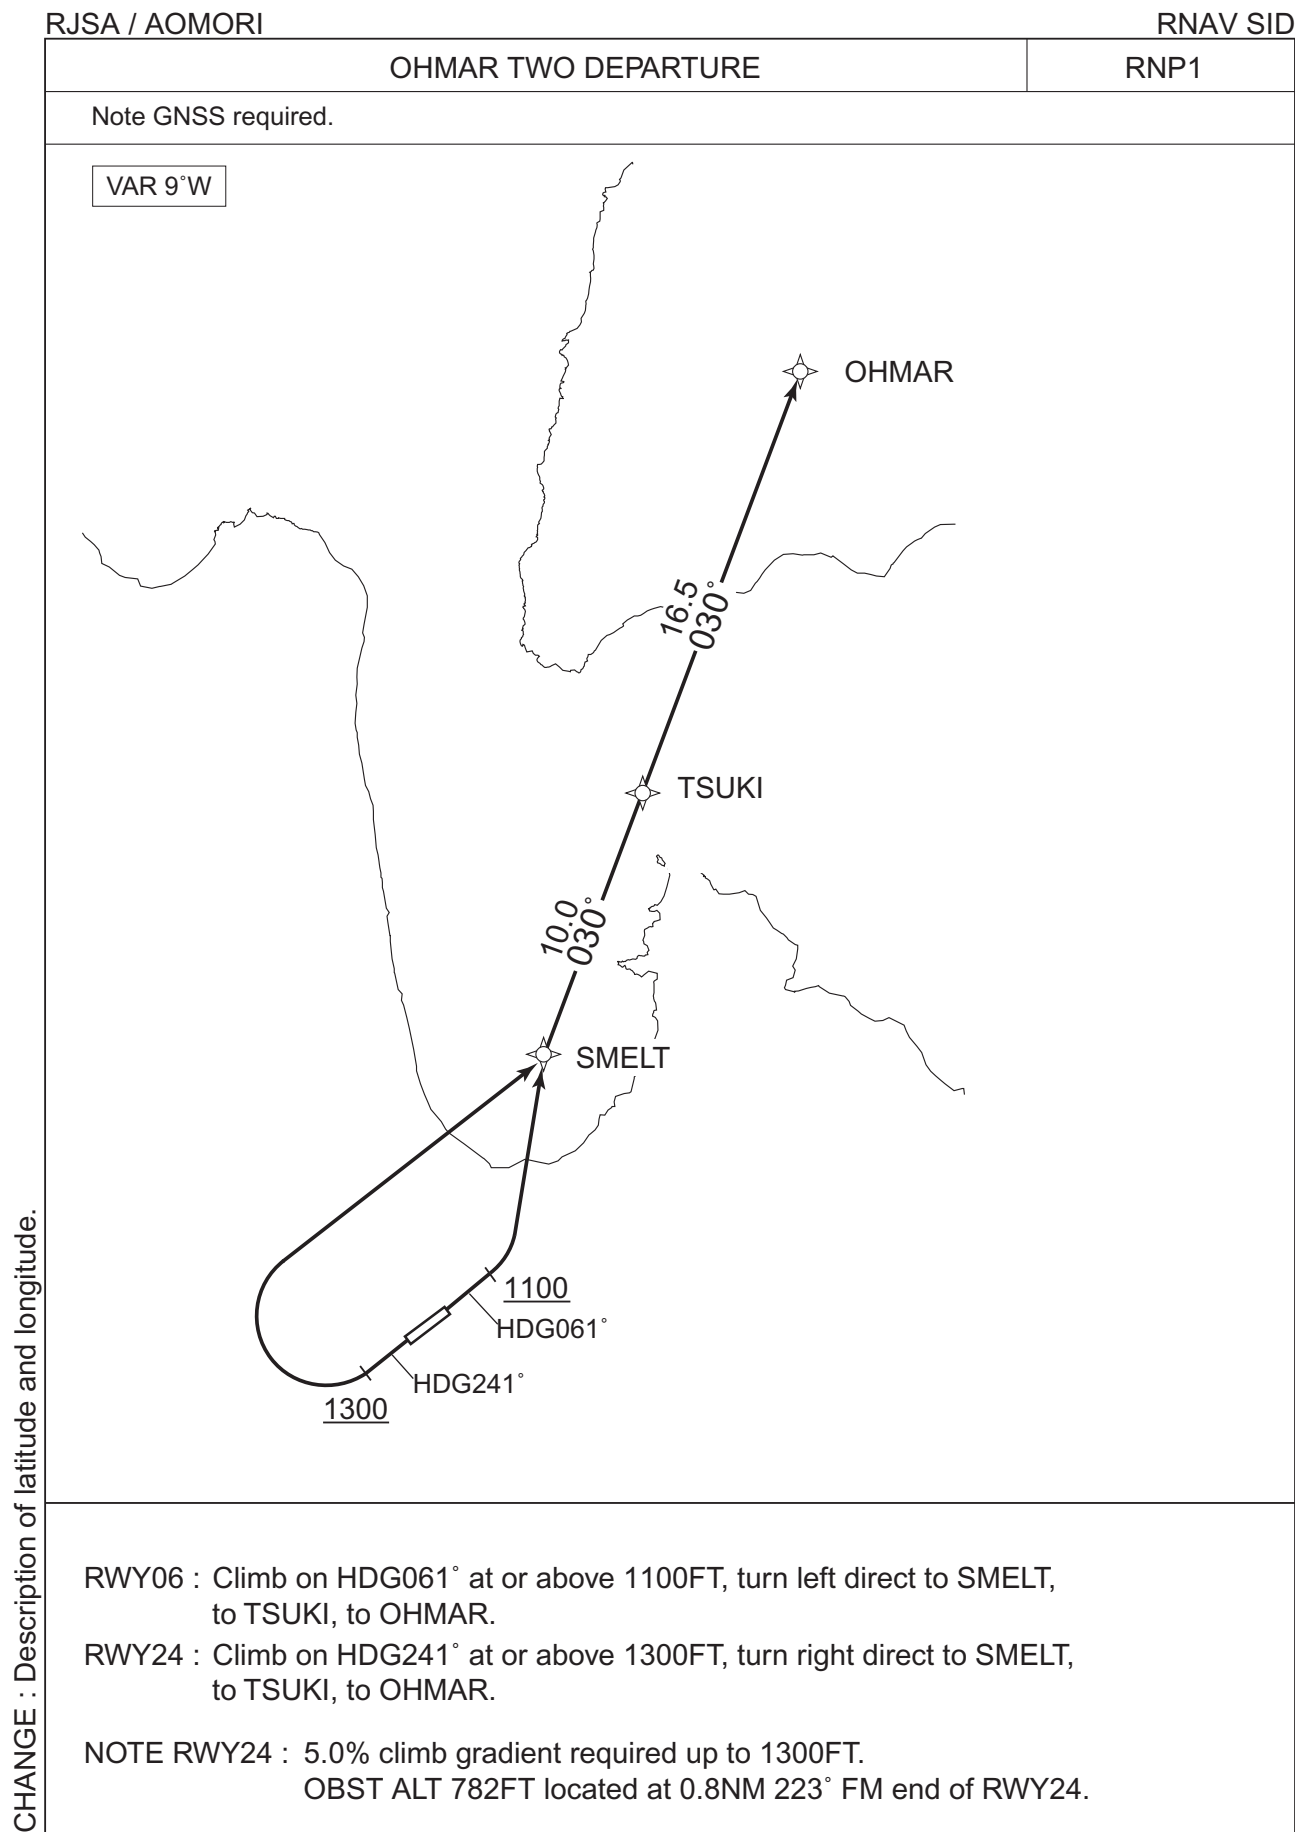 RJSA / AOMORI
RNAV SID
OHMAR TWO DEPARTURE
RNP1
Note GNSS required.
VAR 9˚W
OHMAR
16.5
030˚
TSUKI
10.0
030˚
SMELT
1100
HDG061˚
HDG241˚
1300
RWY06 : Climb on HDG061˚ at or above 1100FT, turn left direct to SMELT,
to TSUKI, to OHMAR.
RWY24 : Climb on HDG241˚ at or above 1300FT, turn right direct to SMELT,
to TSUKI, to OHMAR.
NOTE RWY24 : 5.0% climb gradient required up to 1300FT.
OBST ALT 782FT located at 0.8NM 223˚ FM end of RWY24.
CHANGE : Description of latitude and longitude.